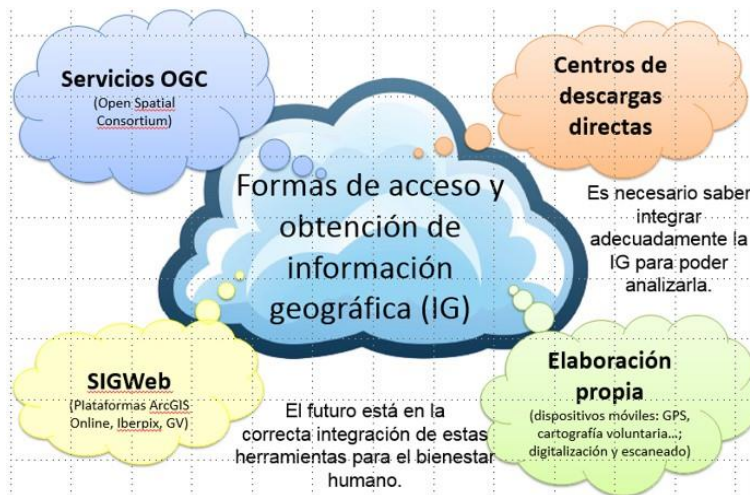 Servicios OGC
(Open Spatial
Consortium)
Centros de
descargas
directas
Formas de acceso y
obtención de
información
geográfica (IG)
Es necesario saber
integrar
adecuadamente la
IG para poder
analizarla.
SIGWeb
(Plataformas ArcGIS
Online, Iberpix, GV)
El futuro está en la
correcta integración de estas
herramientas para el bienestar
humano.
Elaboración
propia
(dispositivos móviles: GPS,
cartografía voluntaria...;
digitalización y escaneado)